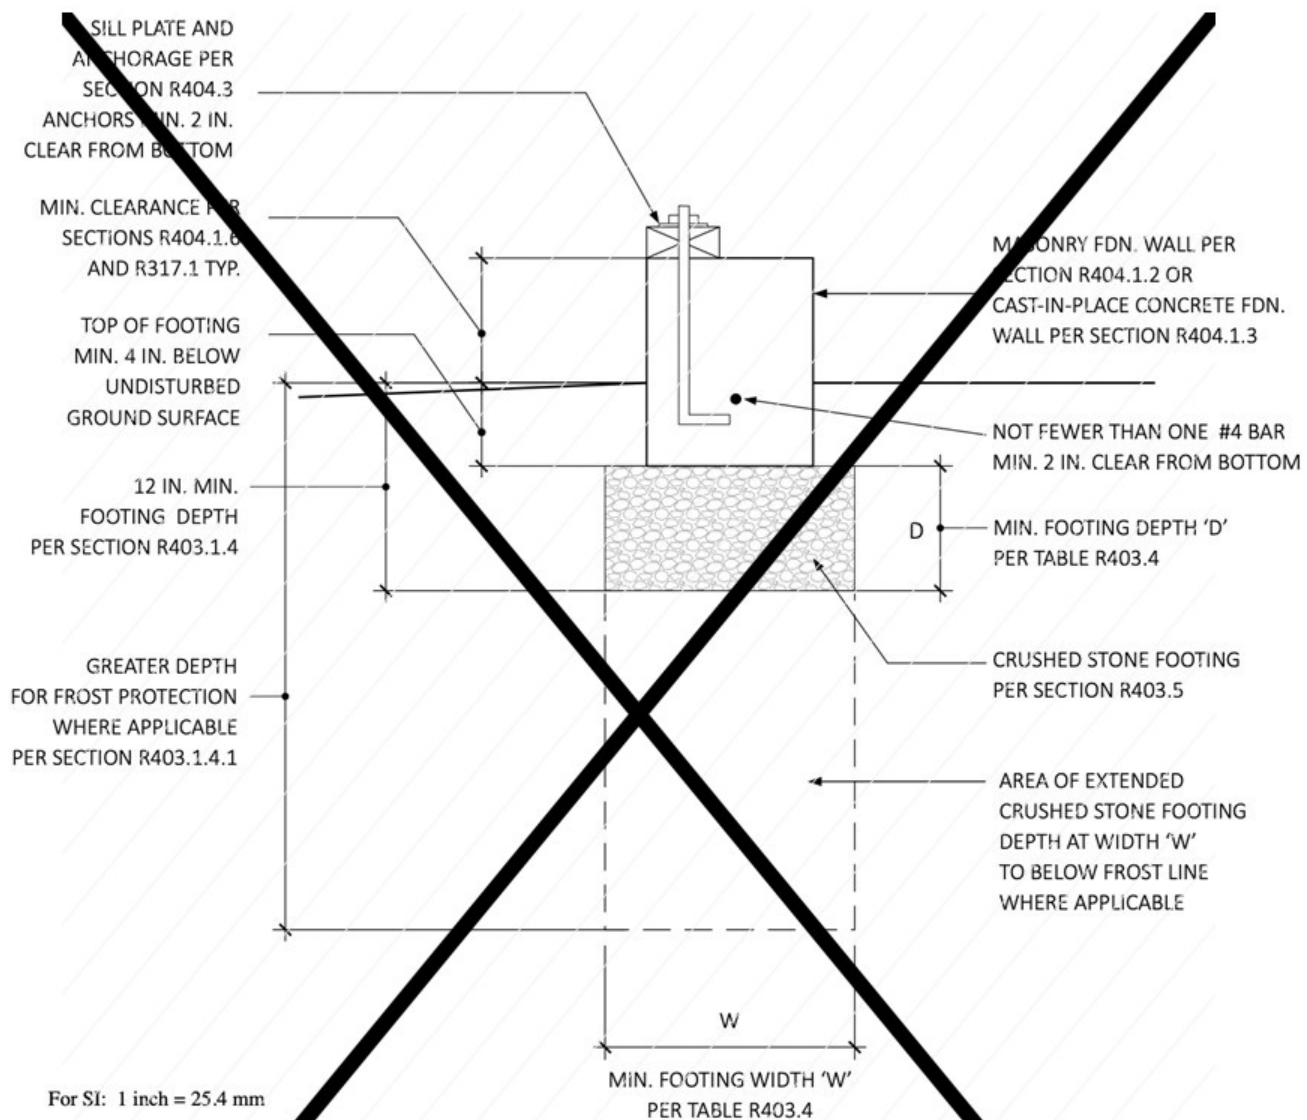 SILL PLATE AND
ANCHORAGE PER
SECTION R404.3
ANCHORS MIN. 2 IN.
CLEAR FROM BOTTOM
MIN. CLEARANCE PER
SECTIONS R404.1.6
AND R317.1 TYP.
TOP OF FOOTING
MIN. 4 IN. BELOW
UNDISTURBED
GROUND SURFACE
12 IN. MIN.
FOOTING DEPTH
PER SECTION R403.1.4
GREATER DEPTH
FOR FROST PROTECTION
WHERE APPLICABLE
PER SECTION R403.1.4.1
MASONRY FDN. WALL PER
SECTION R404.1.2 OR
CAST-IN-PLACE CONCRETE FDN.
WALL PER SECTION R404.1.3
NOT FEWER THAN ONE #4 BAR
MIN. 2 IN. CLEAR FROM BOTTOM
D
MIN. FOOTING DEPTH ‘D’
PER TABLE R403.4
CRUSHED STONE FOOTING
PER SECTION R403.5
AREA OF EXTENDED
CRUSHED STONE FOOTING
DEPTH AT WIDTH ‘W’
TO BELOW FROST LINE
WHERE APPLICABLE
W
MIN. FOOTING WIDTH ‘W’
PER TABLE R403.4
For SI: 1 inch = 25.4 mm